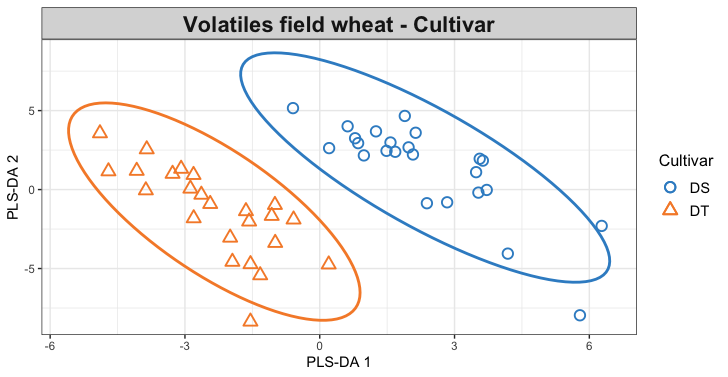 Volatiles field wheat - Cultivar
PLS-DA 2
5
0
-5
-6
-3
0
3
6
PLS-DA 1
Cultivar
DS
DT